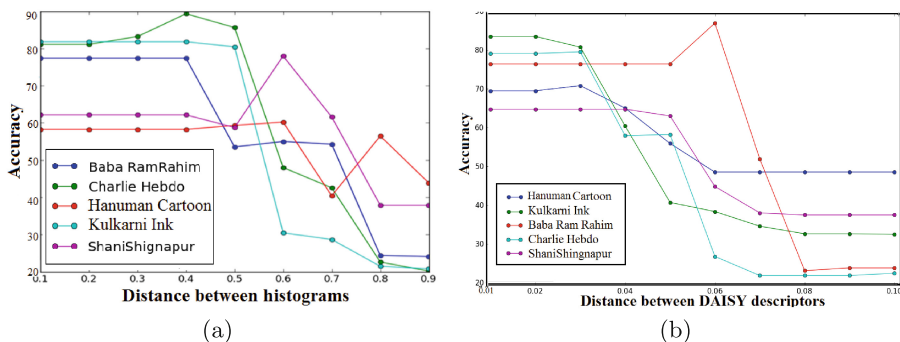 90
80
70
60
50
40
30
20
Accuracy
Baba RamRahim
Charlie Hebdo
Hanuman Cartoon
Kulkarni Ink
ShaniShignapur
0.1 0.2 0.3 0.4 0.5 0.6 0.7 0.8 0.9
Distance between histograms
(a)
90
80
70
60
50
40
30
20
Accuracy
Hanuman Cartoon
Kulkarni Ink
Baba Ram Rahim
Charlie Hebdo
ShaniShingnapur
0.01 0.02 0.04 0.06 0.08 0.10
Distance between DAISY descriptors
(b)